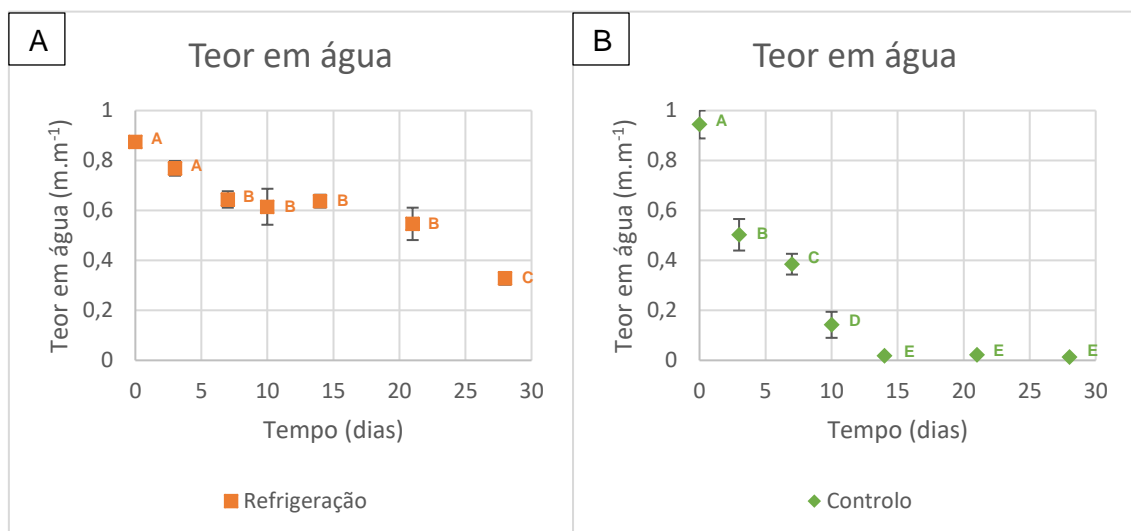 A
Teor em água
Teor em água (m.m-1)
1
0,8
0,6
0,4
0,2
0
A
A
B
B
B
B
C
0 5 10 15 20 25 30
Tempo (dias)
Refrigeração
B
Teor em água
Teor em água (m.m-1)
1
0,8
0,6
0,4
0,2
0
A
B
C
D
E
E
E
0 5 10 15 20 25 30
Tempo (dias)
Controlo